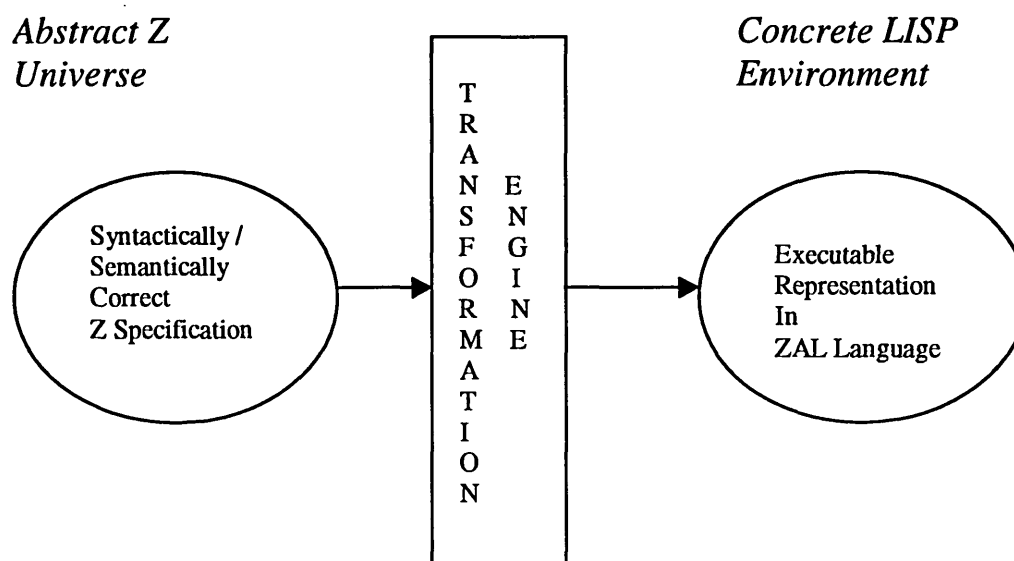 Abstract Z
Universe
Syntactically /
Semantically
Correct
Z Specification
TRANSFORMATION
ENGINE
Concrete LISP
Environment
Executable
Representation
In
ZAL Language